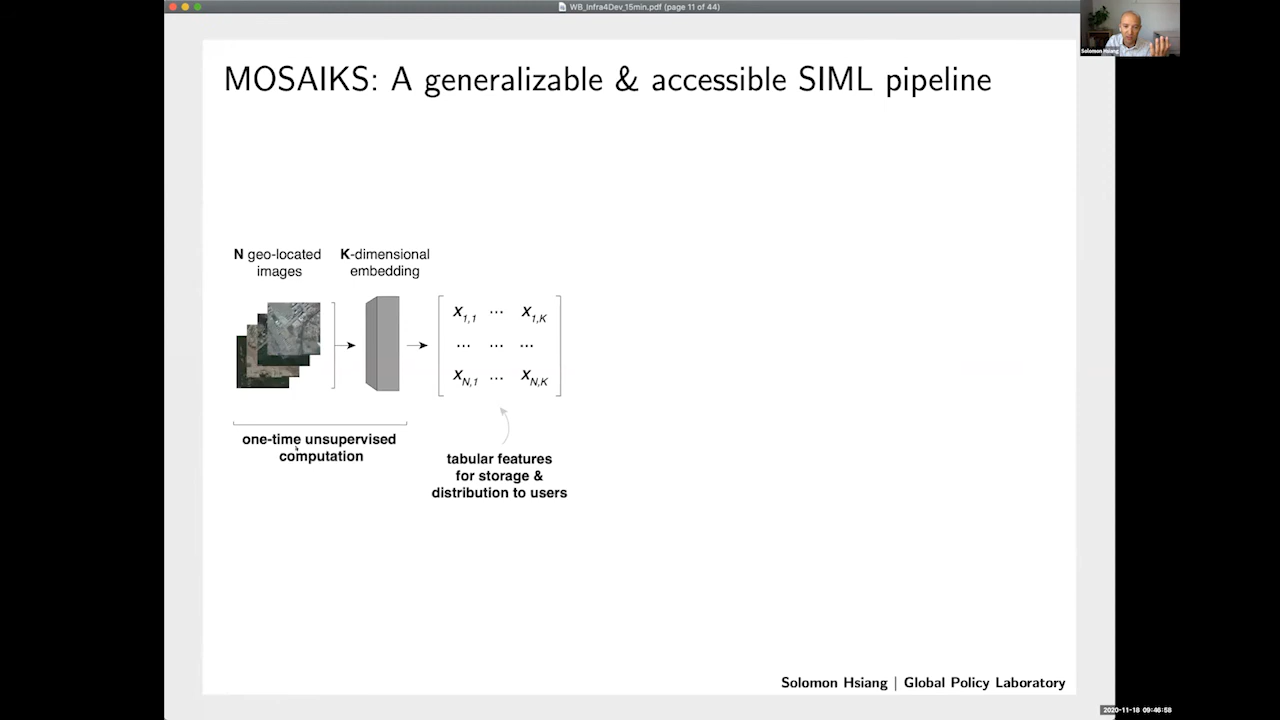 WB_Infra4Dev_15min.pdf (page 11 of 44)
Solomon Hsiang
MOSAIKS: A generalizable & accessible SIML pipeline
N geo-located
images
K-dimensional
embedding
X1,1 ... X1,K
... ... ...
XN,1 ... XN,K
one-time unsupervised
computation
tabular features
for storage &
distribution to users
Solomon Hsiang | Global Policy Laboratory
2020-11-18 09:46:58